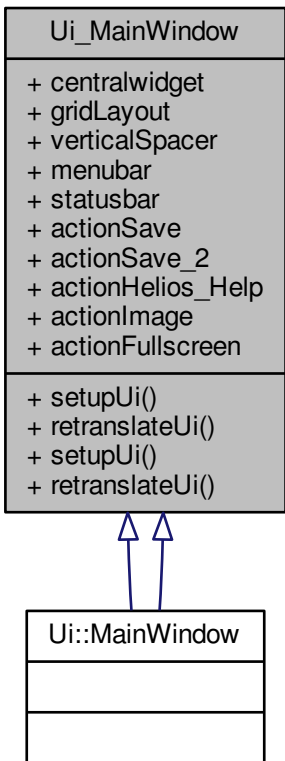 Ui_MainWindow
+ centralwidget
+ gridLayout
+ verticalSpacer
+ menubar
+ statusbar
+ actionSave
+ actionSave_2
+ actionHelios_Help
+ actionImage
+ actionFullscreen
+ setupUi()
+ retranslateUi()
+ setupUi()
+ retranslateUi()
Ui::MainWindow